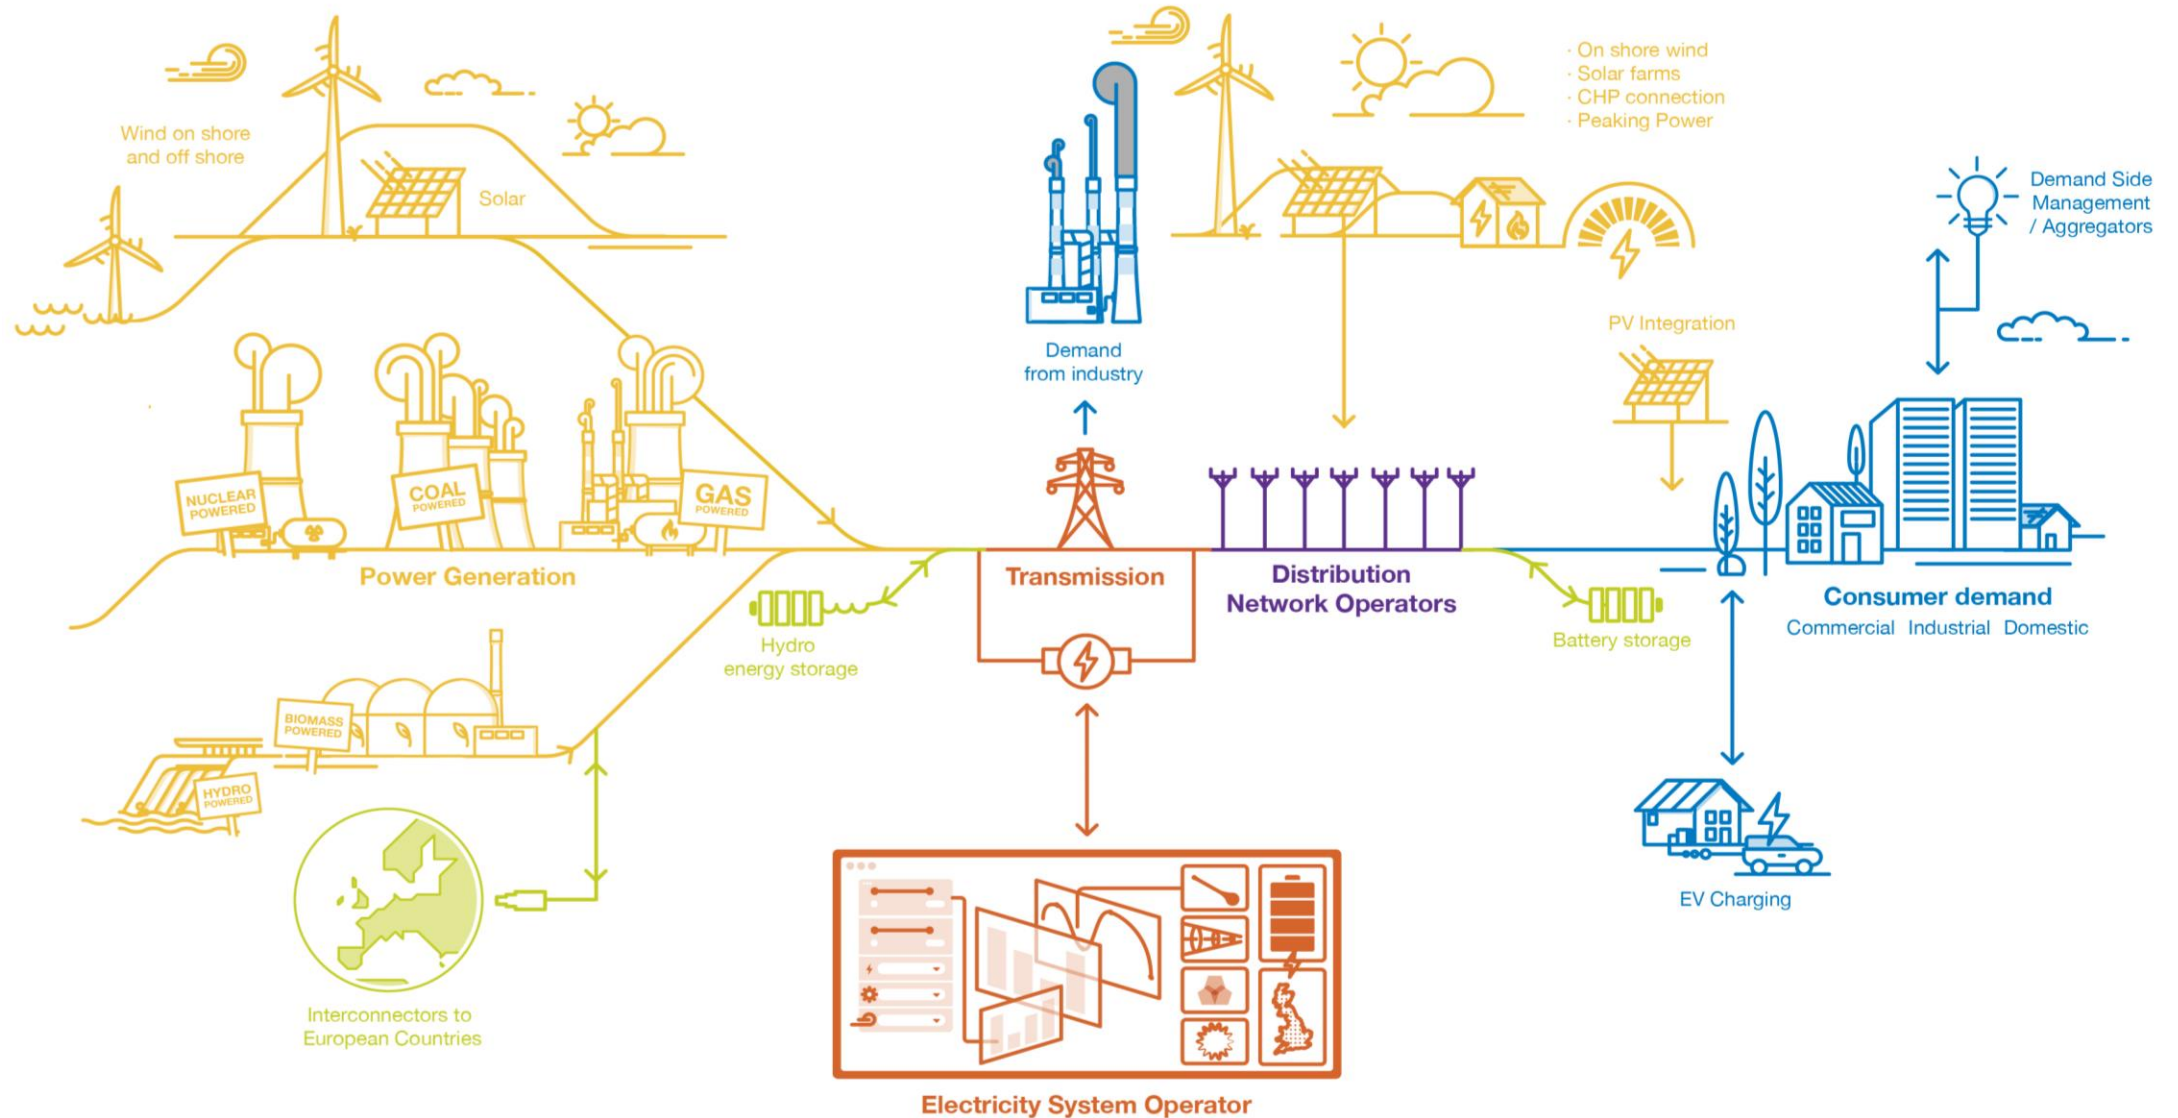 Wind on shore
and off shore
Solar
· On shore wind
· Solar farms
· CHP connection
· Peaking Power
Demand Side
Management
/ Aggregators
Demand
from industry
PV Integration
NUCLEAR
POWERED
COAL
POWERED
GAS
POWERED
Power Generation
Transmission
Distribution
Network Operators
Consumer demand
Commercial Industrial Domestic
Hydro
energy storage
Battery storage
BIOMASS
POWERED
HYDRO
POWERED
EV Charging
Interconnectors to
European Countries
Electricity System Operator